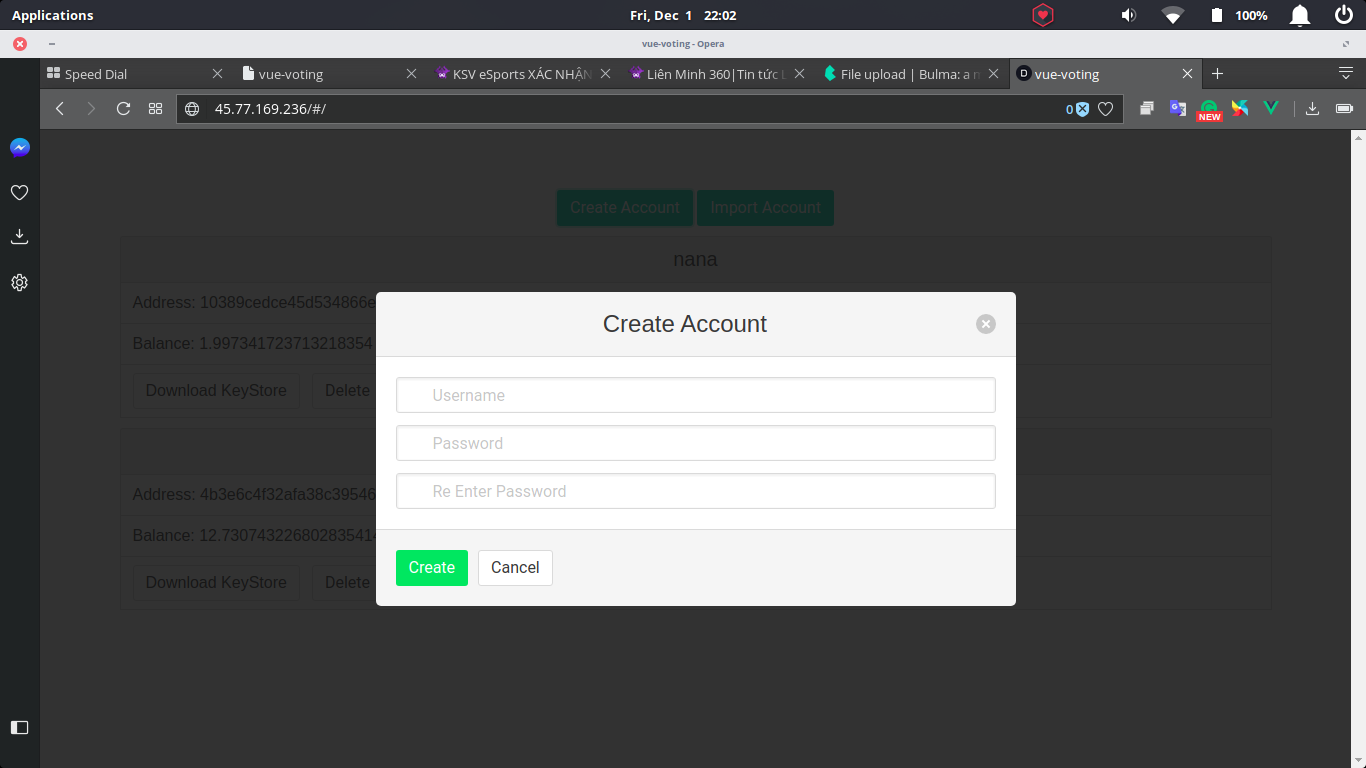 Applications
Fri, Dec 1 22:02
100%
vue-voting - Opera
Speed Dial
vue-voting
KSV eSports XÁC NHẬN
Liên Minh 360|Tin tức L
File upload | Bulma: a m
vue-voting
45.77.169.236/#/
0
NEW
Create Account
Import Account
nana
Address: 10389cedce45d534866e
Balance: 1.997341723713218354
Download KeyStore
Delete
Address: 4b3e6c4f32afa38c39546
Balance: 12.73074322680283541
Download KeyStore
Delete
Create Account
Username
Password
Re Enter Password
Create
Cancel